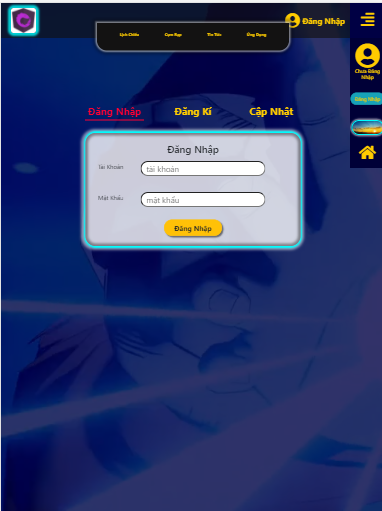 Đăng Nhập
Lịch Chiếu Cụm Rạp Tin Tức Ứng Dụng
Chưa Đăng Nhập
Đăng Nhập
Đăng Nhập Đăng Kí Cập Nhật
Đăng Nhập
Tài Khoản tài khoản
Mật Khẩu mật khẩu
Đăng Nhập